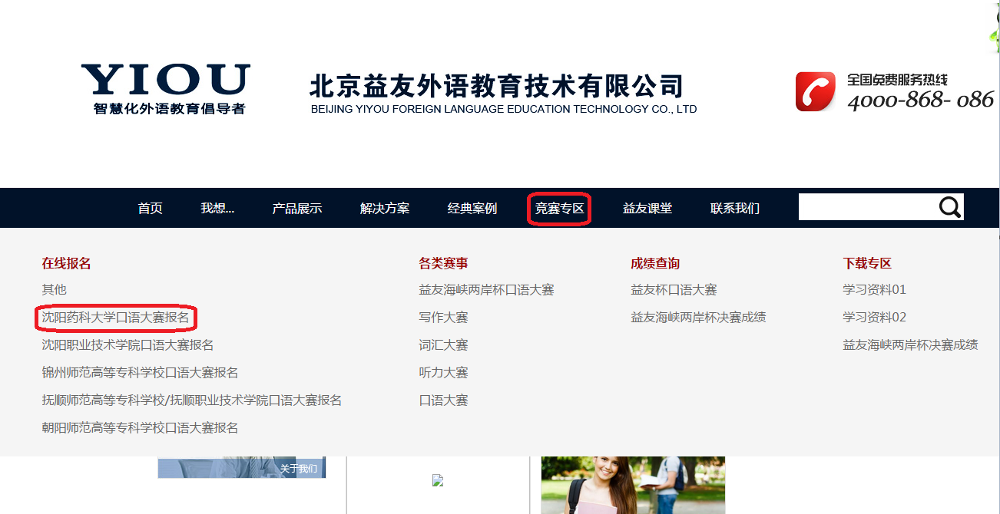 YIOU
智慧化外语教育倡导者
北京益友外语教育技术有限公司
BEIJING YIYOU FOREIGN LANGUAGE EDUCATION TECHNOLOGY CO., LTD
全国免费服务热线
4000-868- 086
首页 我想... 产品展示 解决方案 经典案例 竞赛专区 益友课堂 联系我们
在线报名
其他
沈阳药科大学口语大赛报名
沈阳职业技术学院口语大赛报名
锦州师范高等专科学校口语大赛报名
抚顺师范高等专科学校/抚顺职业技术学院口语大赛报名
朝阳师范高等专科学校口语大赛报名
各类赛事
益友海峡两岸杯口语大赛
写作大赛
词汇大赛
听力大赛
口语大赛
成绩查询
益友杯口语大赛
益友海峡两岸杯决赛成绩
下载专区
学习资料01
学习资料02
益友海峡两岸杯决赛成绩
关于我们